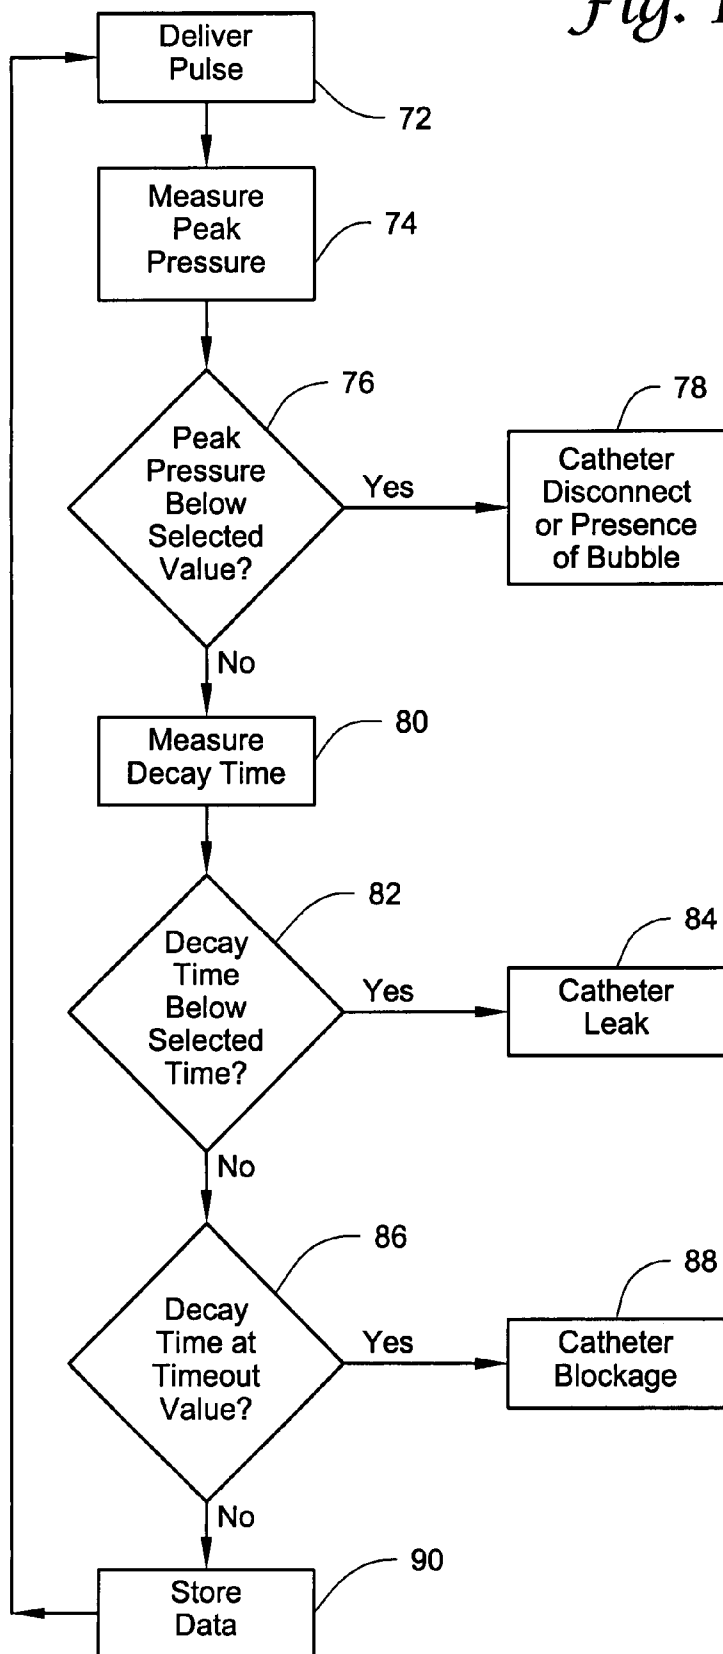 Fig. 1
Deliver
Pulse
72
Measure
Peak
Pressure
74
76
Peak
Pressure
Below
Selected
Value?
Yes
78
Catheter
Disconnect
or Presence
of Bubble
No
Measure
Decay Time
80
82
Decay
Time
Below
Selected
Time?
Yes
84
Catheter
Leak
No
86
Decay
Time at
Timeout
Value?
Yes
88
Catheter
Blockage
No
90
Store
Data